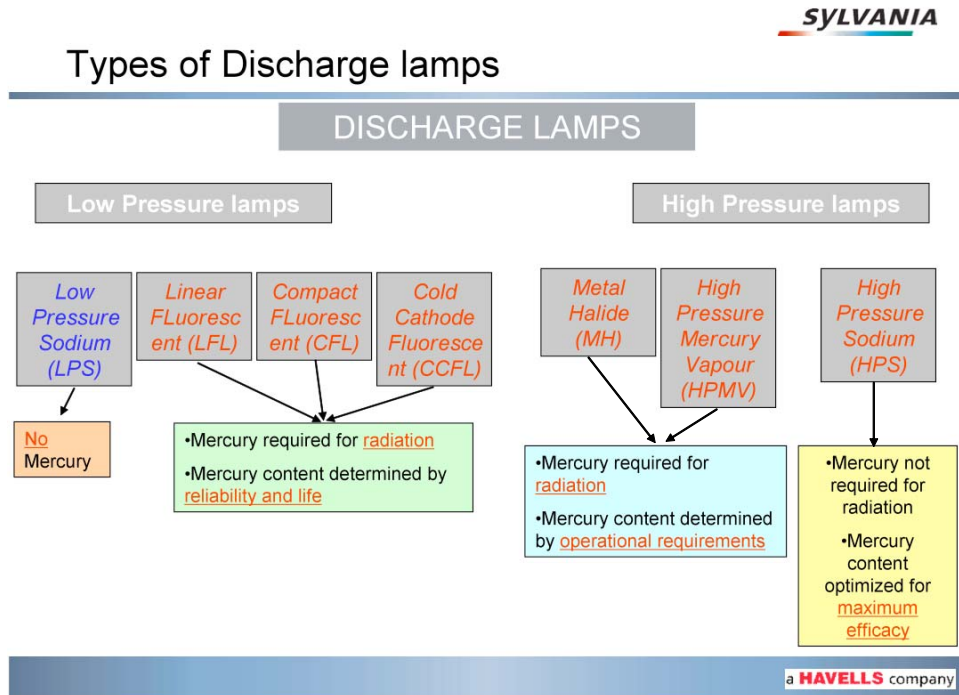 SYLVANIA
Types of Discharge lamps
DISCHARGE LAMPS
Low Pressure lamps
High Pressure lamps
Low
Pressure
Sodium
(LPS)
Linear
FLuoresc
ent (LFL)
Compact
FLuoresc
ent (CFL)
Cold
Cathode
Fluoresce
nt (CCFL)
Metal
Halide
(MH)
High
Pressure
Mercury
Vapour
(HPMV)
High
Pressure
Sodium
(HPS)
No
Mercury
•Mercury required for radiation
•Mercury content determined by
reliability and life
•Mercury required for
radiation
•Mercury content determined
by operational requirements
•Mercury not
required for
radiation
•Mercury
content
optimized for
maximum
efficacy
a HAVELLS company